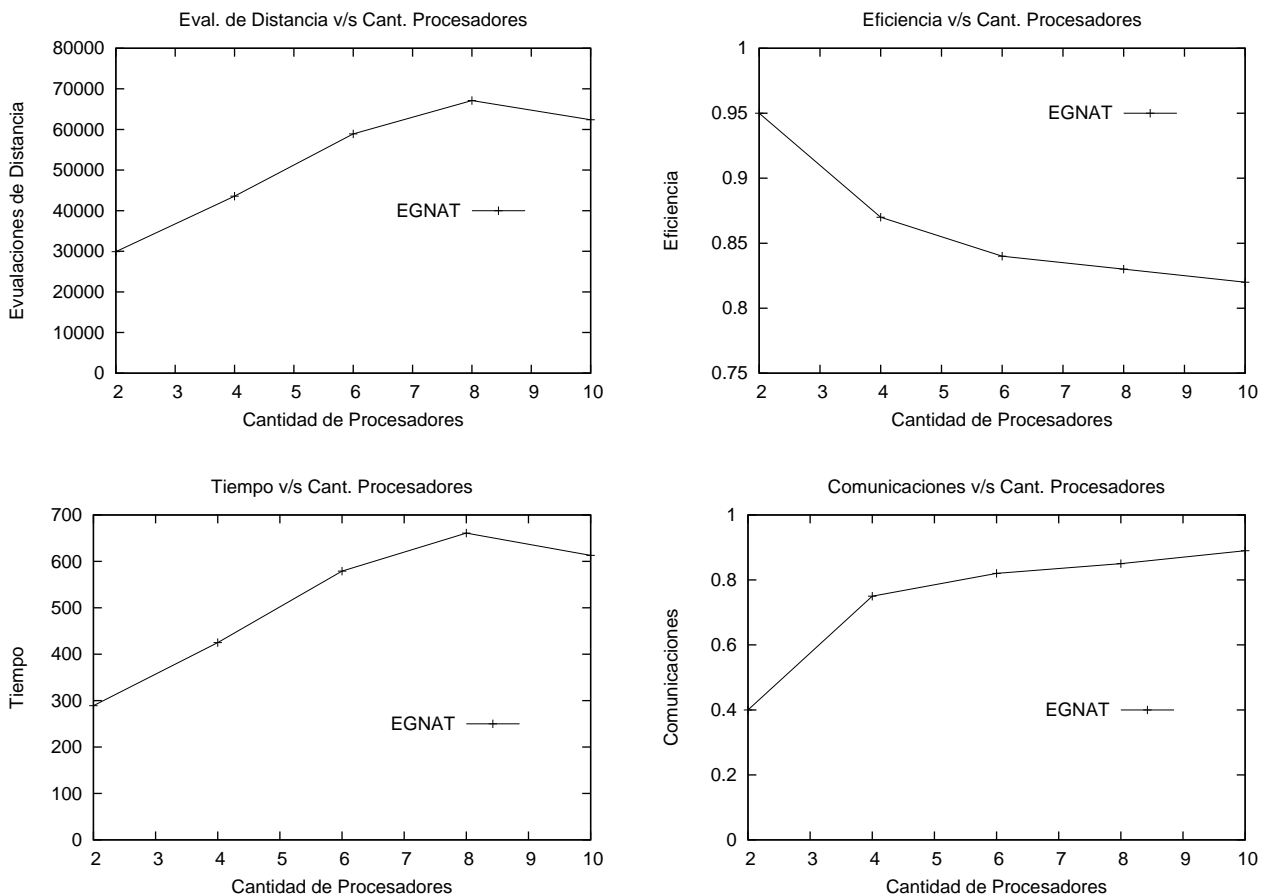 Eval. de Distancia v/s Cant. Procesadores
80000
70000
60000
50000
40000
30000
20000
10000
0
Evualaciones de Distancia
EGNAT
2 3 4 5 6 7 8 9 10
Cantidad de Procesadores
Eficiencia v/s Cant. Procesadores
1
0.95
0.9
0.85
0.8
0.75
Eficiencia
EGNAT
2 3 4 5 6 7 8 9 10
Cantidad de Procesadores
Tiempo v/s Cant. Procesadores
700
600
500
400
300
200
100
0
Tiempo
EGNAT
2 3 4 5 6 7 8 9 10
Cantidad de Procesadores
Comunicaciones v/s Cant. Procesadores
1
0.8
0.6
0.4
0.2
0
Comunicaciones
EGNAT
2 3 4 5 6 7 8 9 10
Cantidad de Procesadores